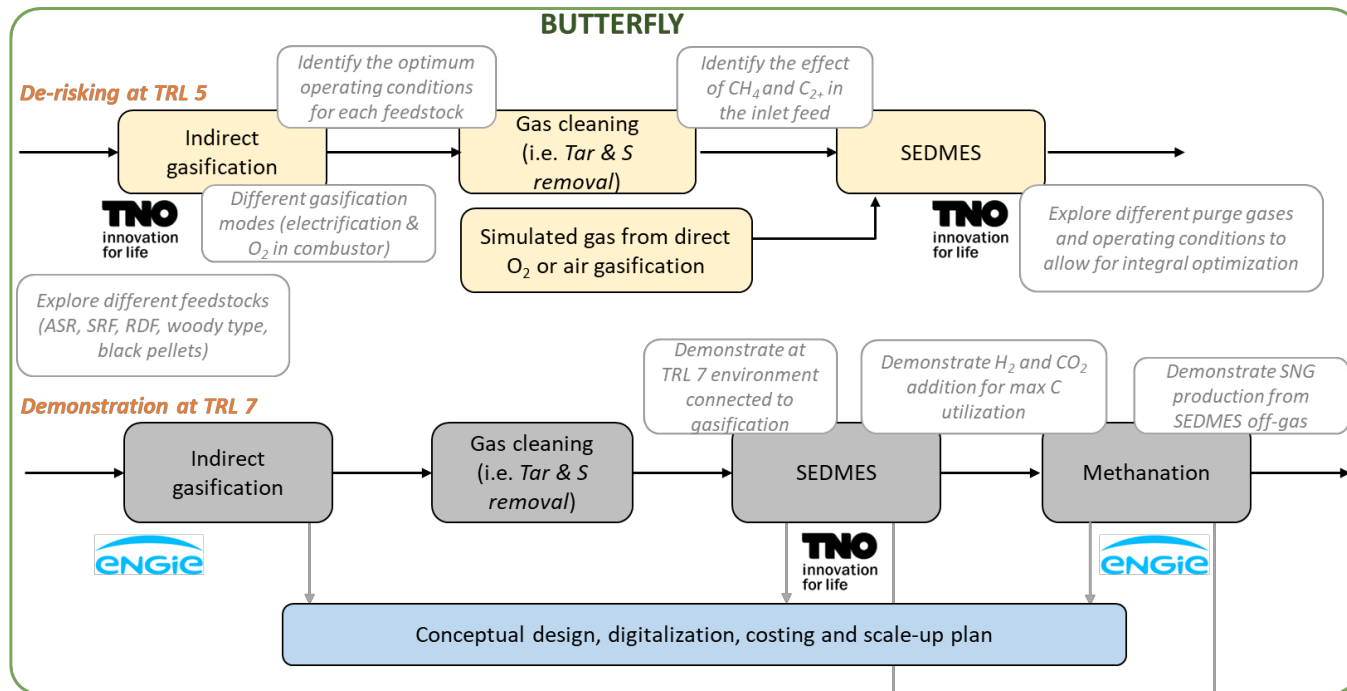 BUTTERFLY
De-risking at TRL 5
Identify the optimum
operating conditions
for each feedstock
Identify the effect
of CH₄ and C₂₊ in
the inlet feed
Indirect
gasification
Gas cleaning
(i.e. Tar & S
removal)
SEDMES
TNO
innovation
for life
Different gasification
modes (electrification &
O₂ in combustor)
Simulated gas from direct
O₂ or air gasification
TNO
innovation
for life
Explore different purge gases
and operating conditions to
allow for integral optimization
Explore different feedstocks
(ASR, SRF, RDF, woody type,
black pellets)
Demonstration at TRL 7
Demonstrate at
TRL 7 environment
connected to
gasification
Demonstrate H₂ and CO₂
addition for max C
utilization
Demonstrate SNG
production from
SEDMES off-gas
Indirect
gasification
Gas cleaning
(i.e. Tar & S
removal)
SEDMES
Methanation
ENGiE
TNO
innovation
for life
ENGiE
Conceptual design, digitalization, costing and scale-up plan